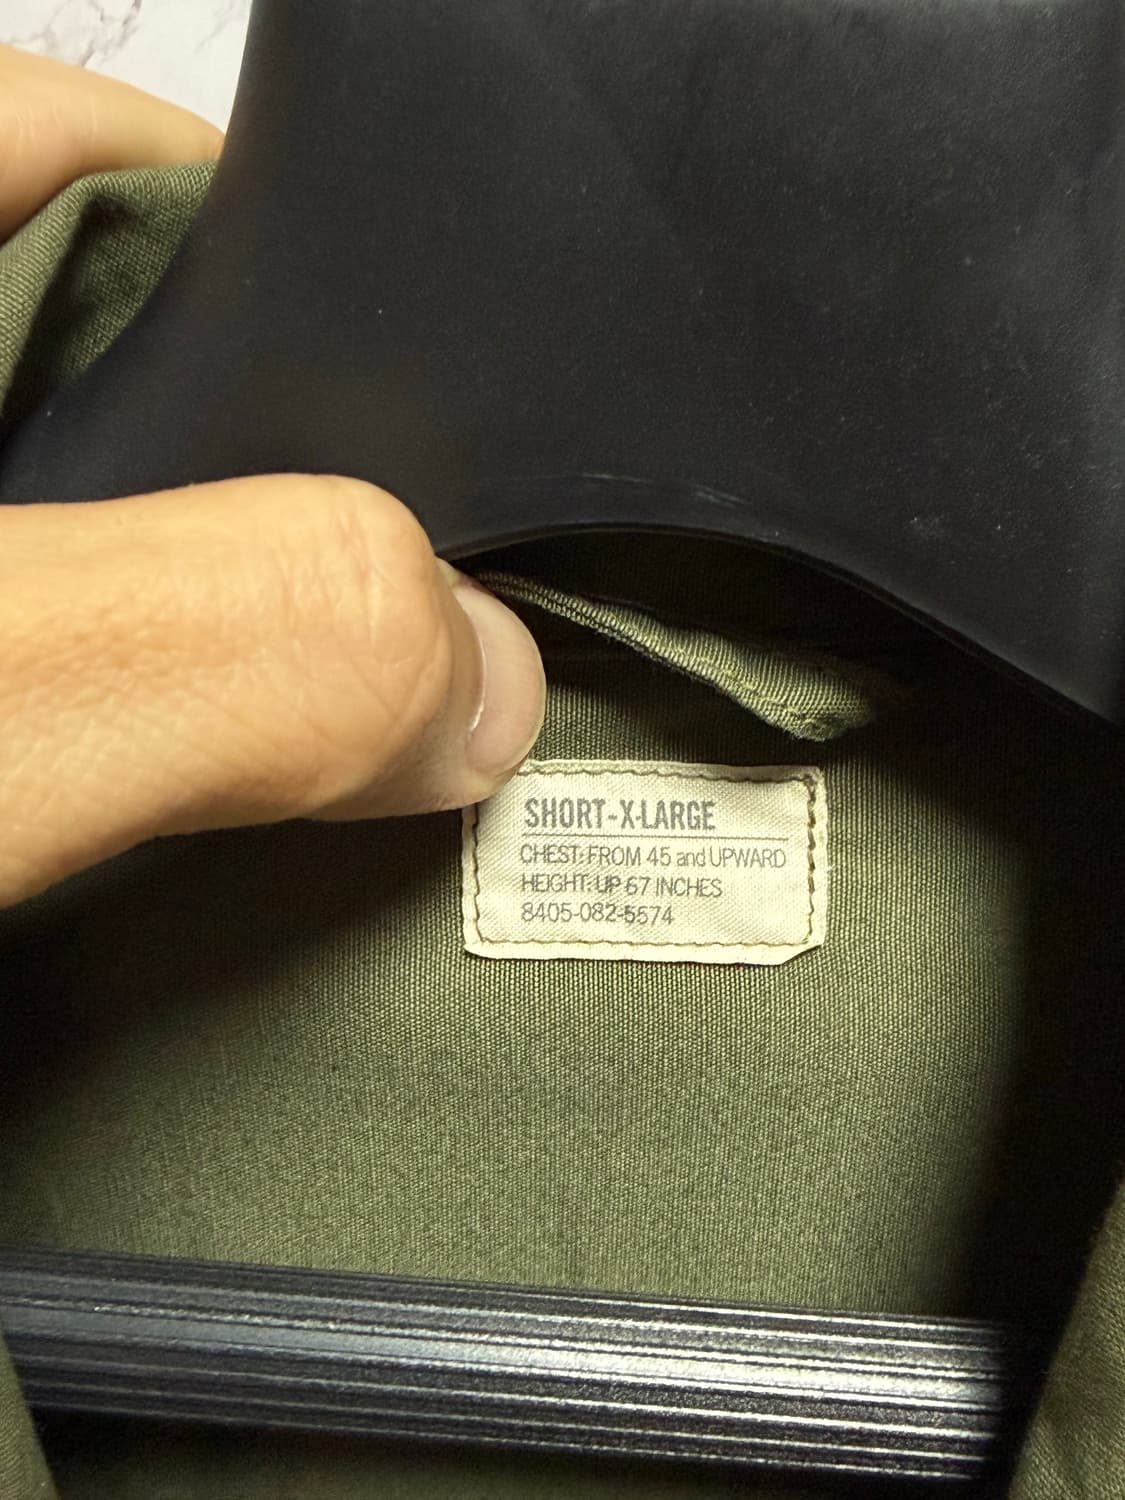 SHORT-X-LARGE
CHEST: FROM 45 and UPWARD
HEIGHT: UP 67 INCHES
8405-082-5574